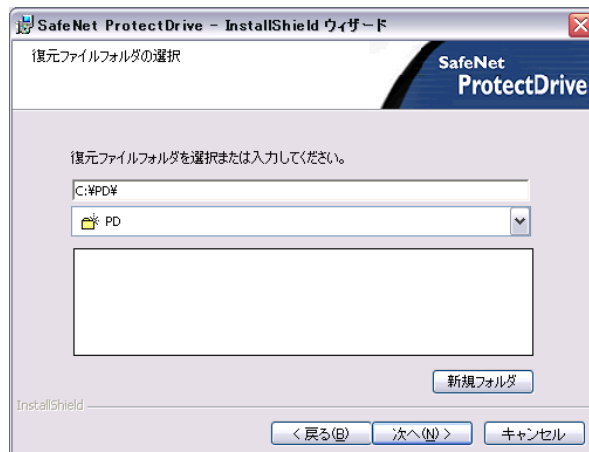 SafeNet ProtectDrive - InstallShield ウィザード
復元ファイルフォルダの選択
SafeNet
ProtectDrive
復元ファイルフォルダを選択または入力してください。
C:¥PD¥
PD
新規フォルダ
InstallShield
< 戻る(B)
次へ(N) >
キャンセル